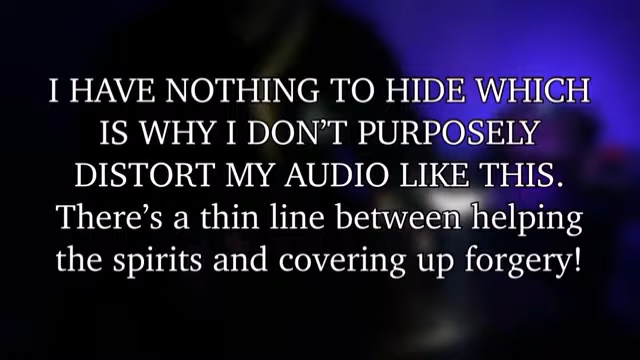 I HAVE NOTHING TO HIDE WHICH
IS WHY I DON’T PURPOSELY
DISTORT MY AUDIO LIKE THIS.
There’s a thin line between helping
the spirits and covering up forgery!